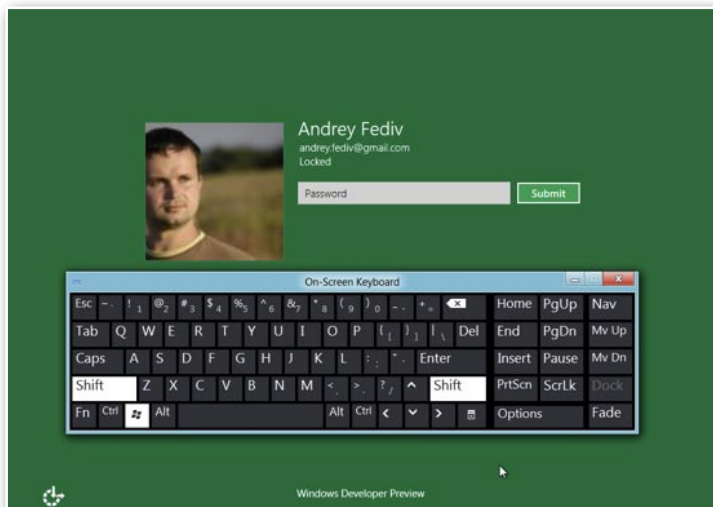 Andrey Fediv
andrey.fediv@gmail.com
Locked
Password Submit
On-Screen Keyboard
Esc ~ ` ! 1 @ 2 # 3 $ 4 % 5 ^ 6 & 7 * 8 ( 9 ) 0 _ - + = Home PgUp Nav
Tab Q W E R T Y U I O P { [ } ] | \ Del End PgDn Mv Up
Caps A S D F G H J K L : ; " ' Enter Insert Pause Mv Dn
Shift Z X C V B N M < , > . ? / Shift PrtScn ScrLk Dock
Fn Ctrl Alt Alt Ctrl Options Fade
Windows Developer Preview